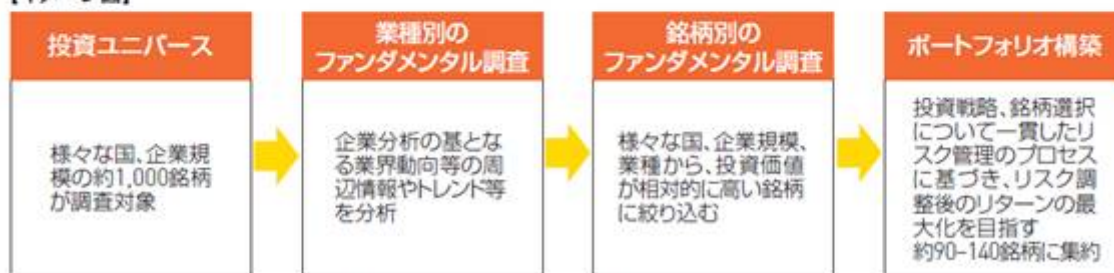 投資ユニバース
様々な国、企業規
模の約1,000銘柄
が調査対象
業種別の
ファンダメンタル調査
企業分析の基とな
る業界動向等の周
辺情報やトレンド等
を分析
銘柄別の
ファンダメンタル調査
様々な国、企業規模、
業種から、投資価値
が相対的に高い銘柄
に絞り込む
ポートフォリオ構築
投資戦略、銘柄選択
について一貫したリ
スク管理のプロセス
に基づき、リスク調
整後のリターンの最
大化を目指す
約90–140銘柄に集約